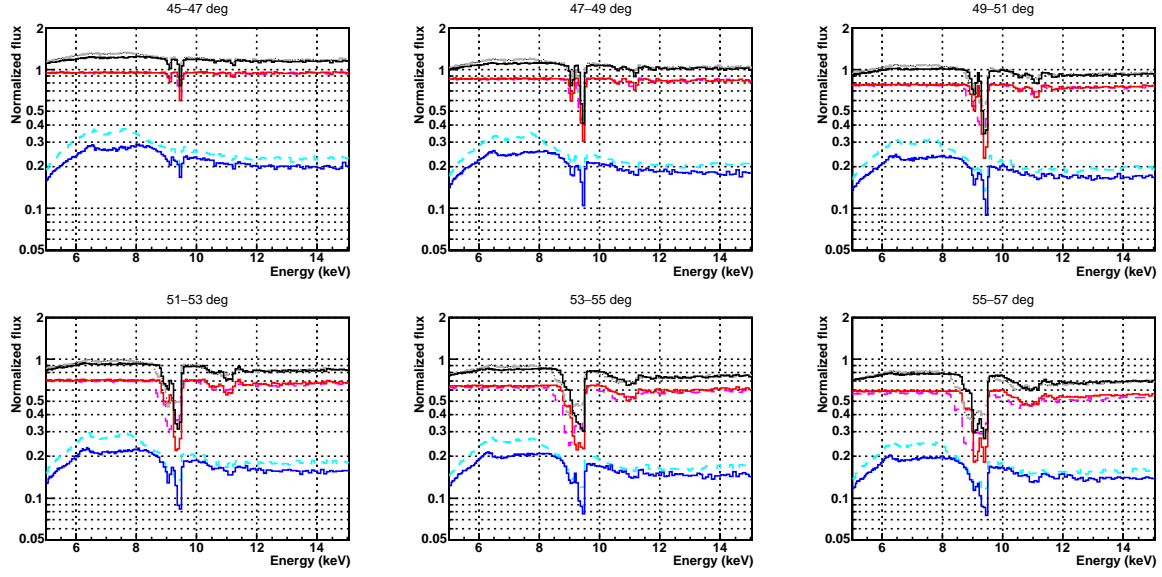 45–47 deg
47–49 deg
49–51 deg
Normalized flux
2
1
0.5
0.4
0.3
0.2
0.1
0.05
6 8 10 12 14
Energy (keV)
Normalized flux
2
1
0.5
0.4
0.3
0.2
0.1
0.05
6 8 10 12 14
Energy (keV)
Normalized flux
2
1
0.5
0.4
0.3
0.2
0.1
0.05
6 8 10 12 14
Energy (keV)
51–53 deg
53–55 deg
55–57 deg
Normalized flux
2
1
0.5
0.4
0.3
0.2
0.1
0.05
6 8 10 12 14
Energy (keV)
Normalized flux
2
1
0.5
0.4
0.3
0.2
0.1
0.05
6 8 10 12 14
Energy (keV)
Normalized flux
2
1
0.5
0.4
0.3
0.2
0.1
0.05
6 8 10 12 14
Energy (keV)